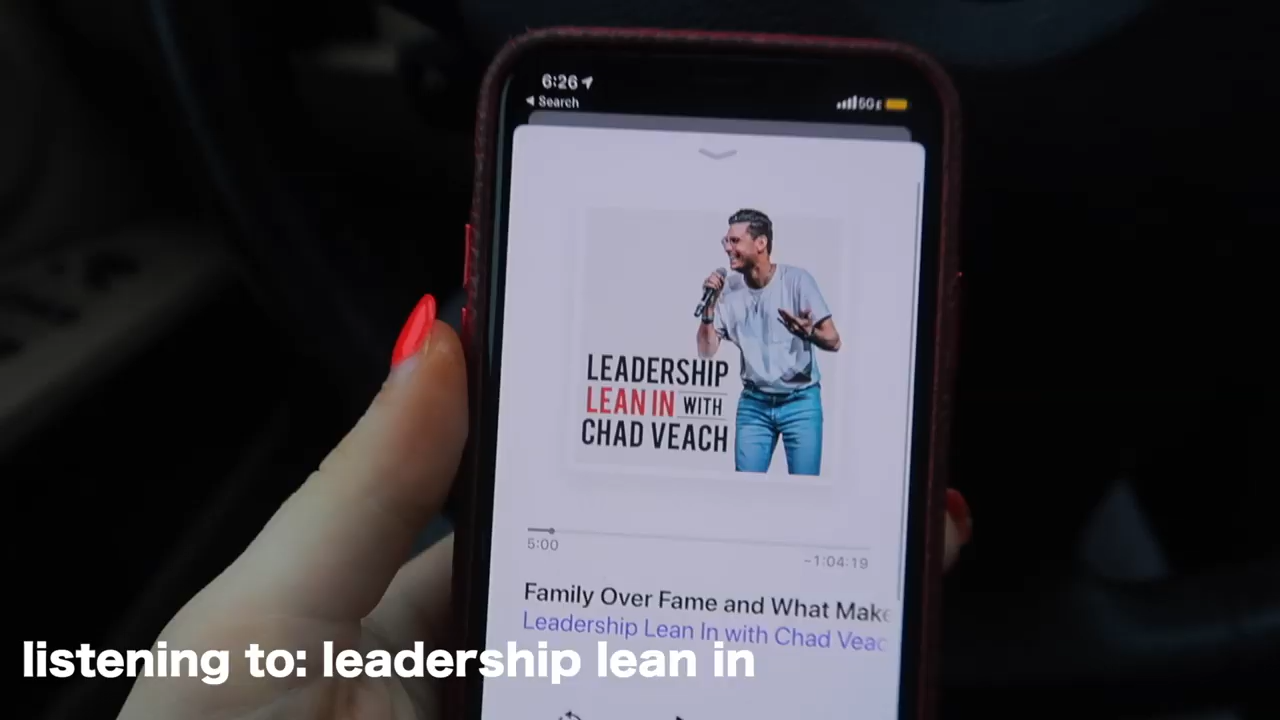 6:26
Search
5G E
LEADERSHIP
LEAN IN WITH
CHAD VEACH
5:00
-1:04:19
Family Over Fame and What Make
Leadership Lean In with Chad Veac
listening to: leadership lean in